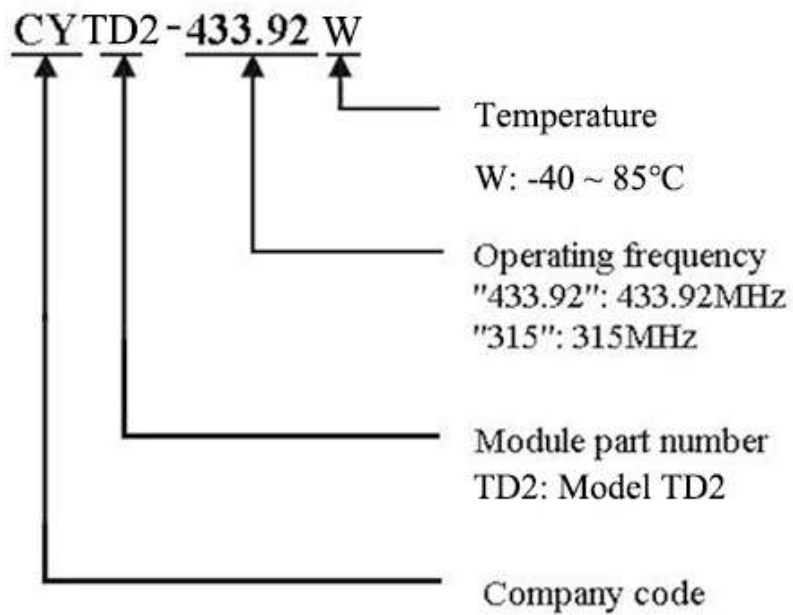 CYTD2-433.92 W
Temperature
W: -40 ~ 85℃
Operating frequency
"433.92": 433.92MHz
"315": 315MHz
Module part number
TD2: Model TD2
Company code